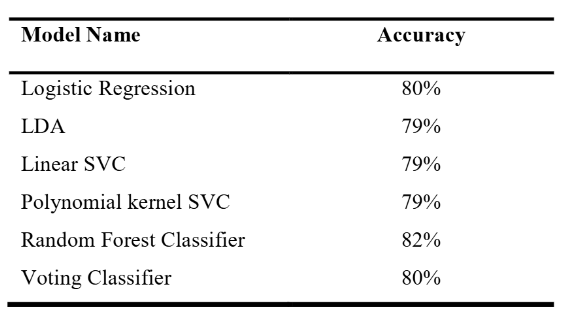 Model Name Accuracy
Logistic Regression 80%
LDA 79%
Linear SVC 79%
Polynomial kernel SVC 79%
Random Forest Classifier 82%
Voting Classifier 80%